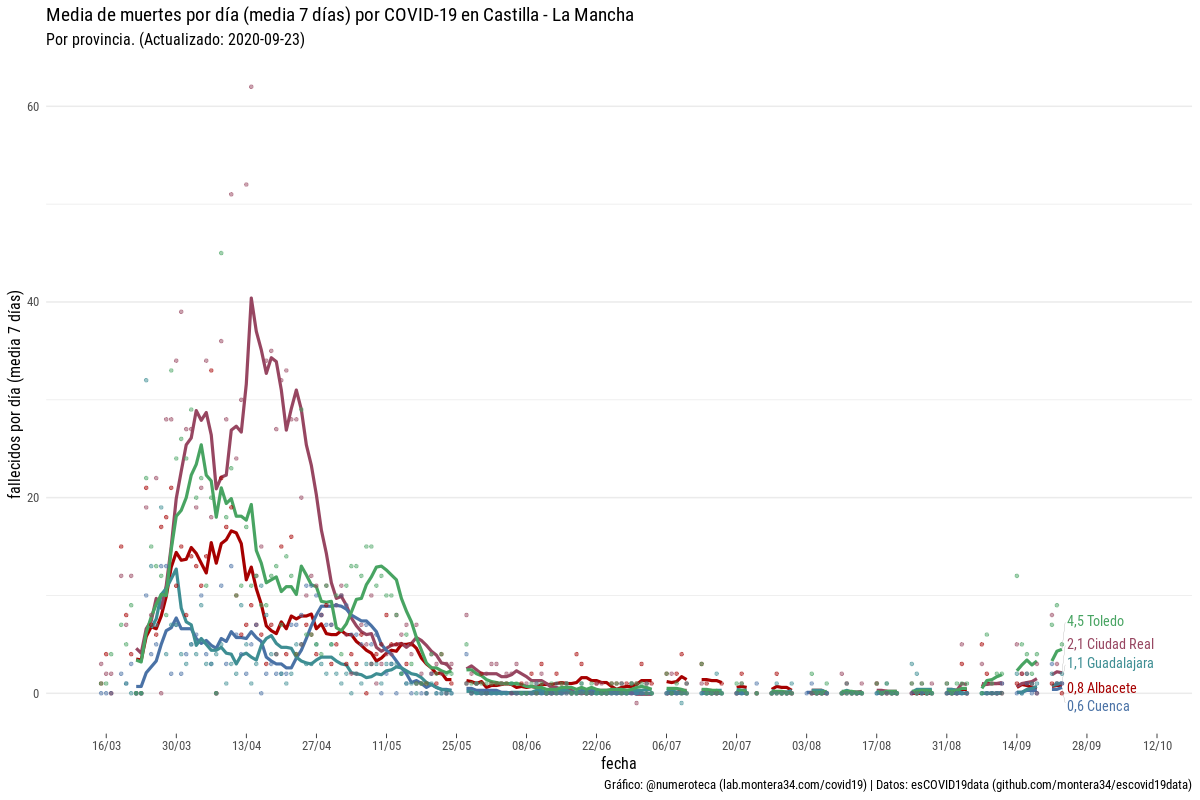 Media de muertes por día (media 7 días) por COVID-19 en Castilla - La Mancha
Por provincia. (Actualizado: 2020-09-23)
fallecidos por día (media 7 días)
60
40
20
0
4,5 Toledo
2,1 Ciudad Real
1,1 Guadalajara
0,8 Albacete
0,6 Cuenca
16/03 30/03 13/04 27/04 11/05 25/05 08/06 22/06 06/07 20/07 03/08 17/08 31/08 14/09 28/09 12/10
fecha
Gráfico: @numeroteca (lab.montera34.com/covid19) | Datos: esCOVID19data (github.com/montera34/escovid19data)